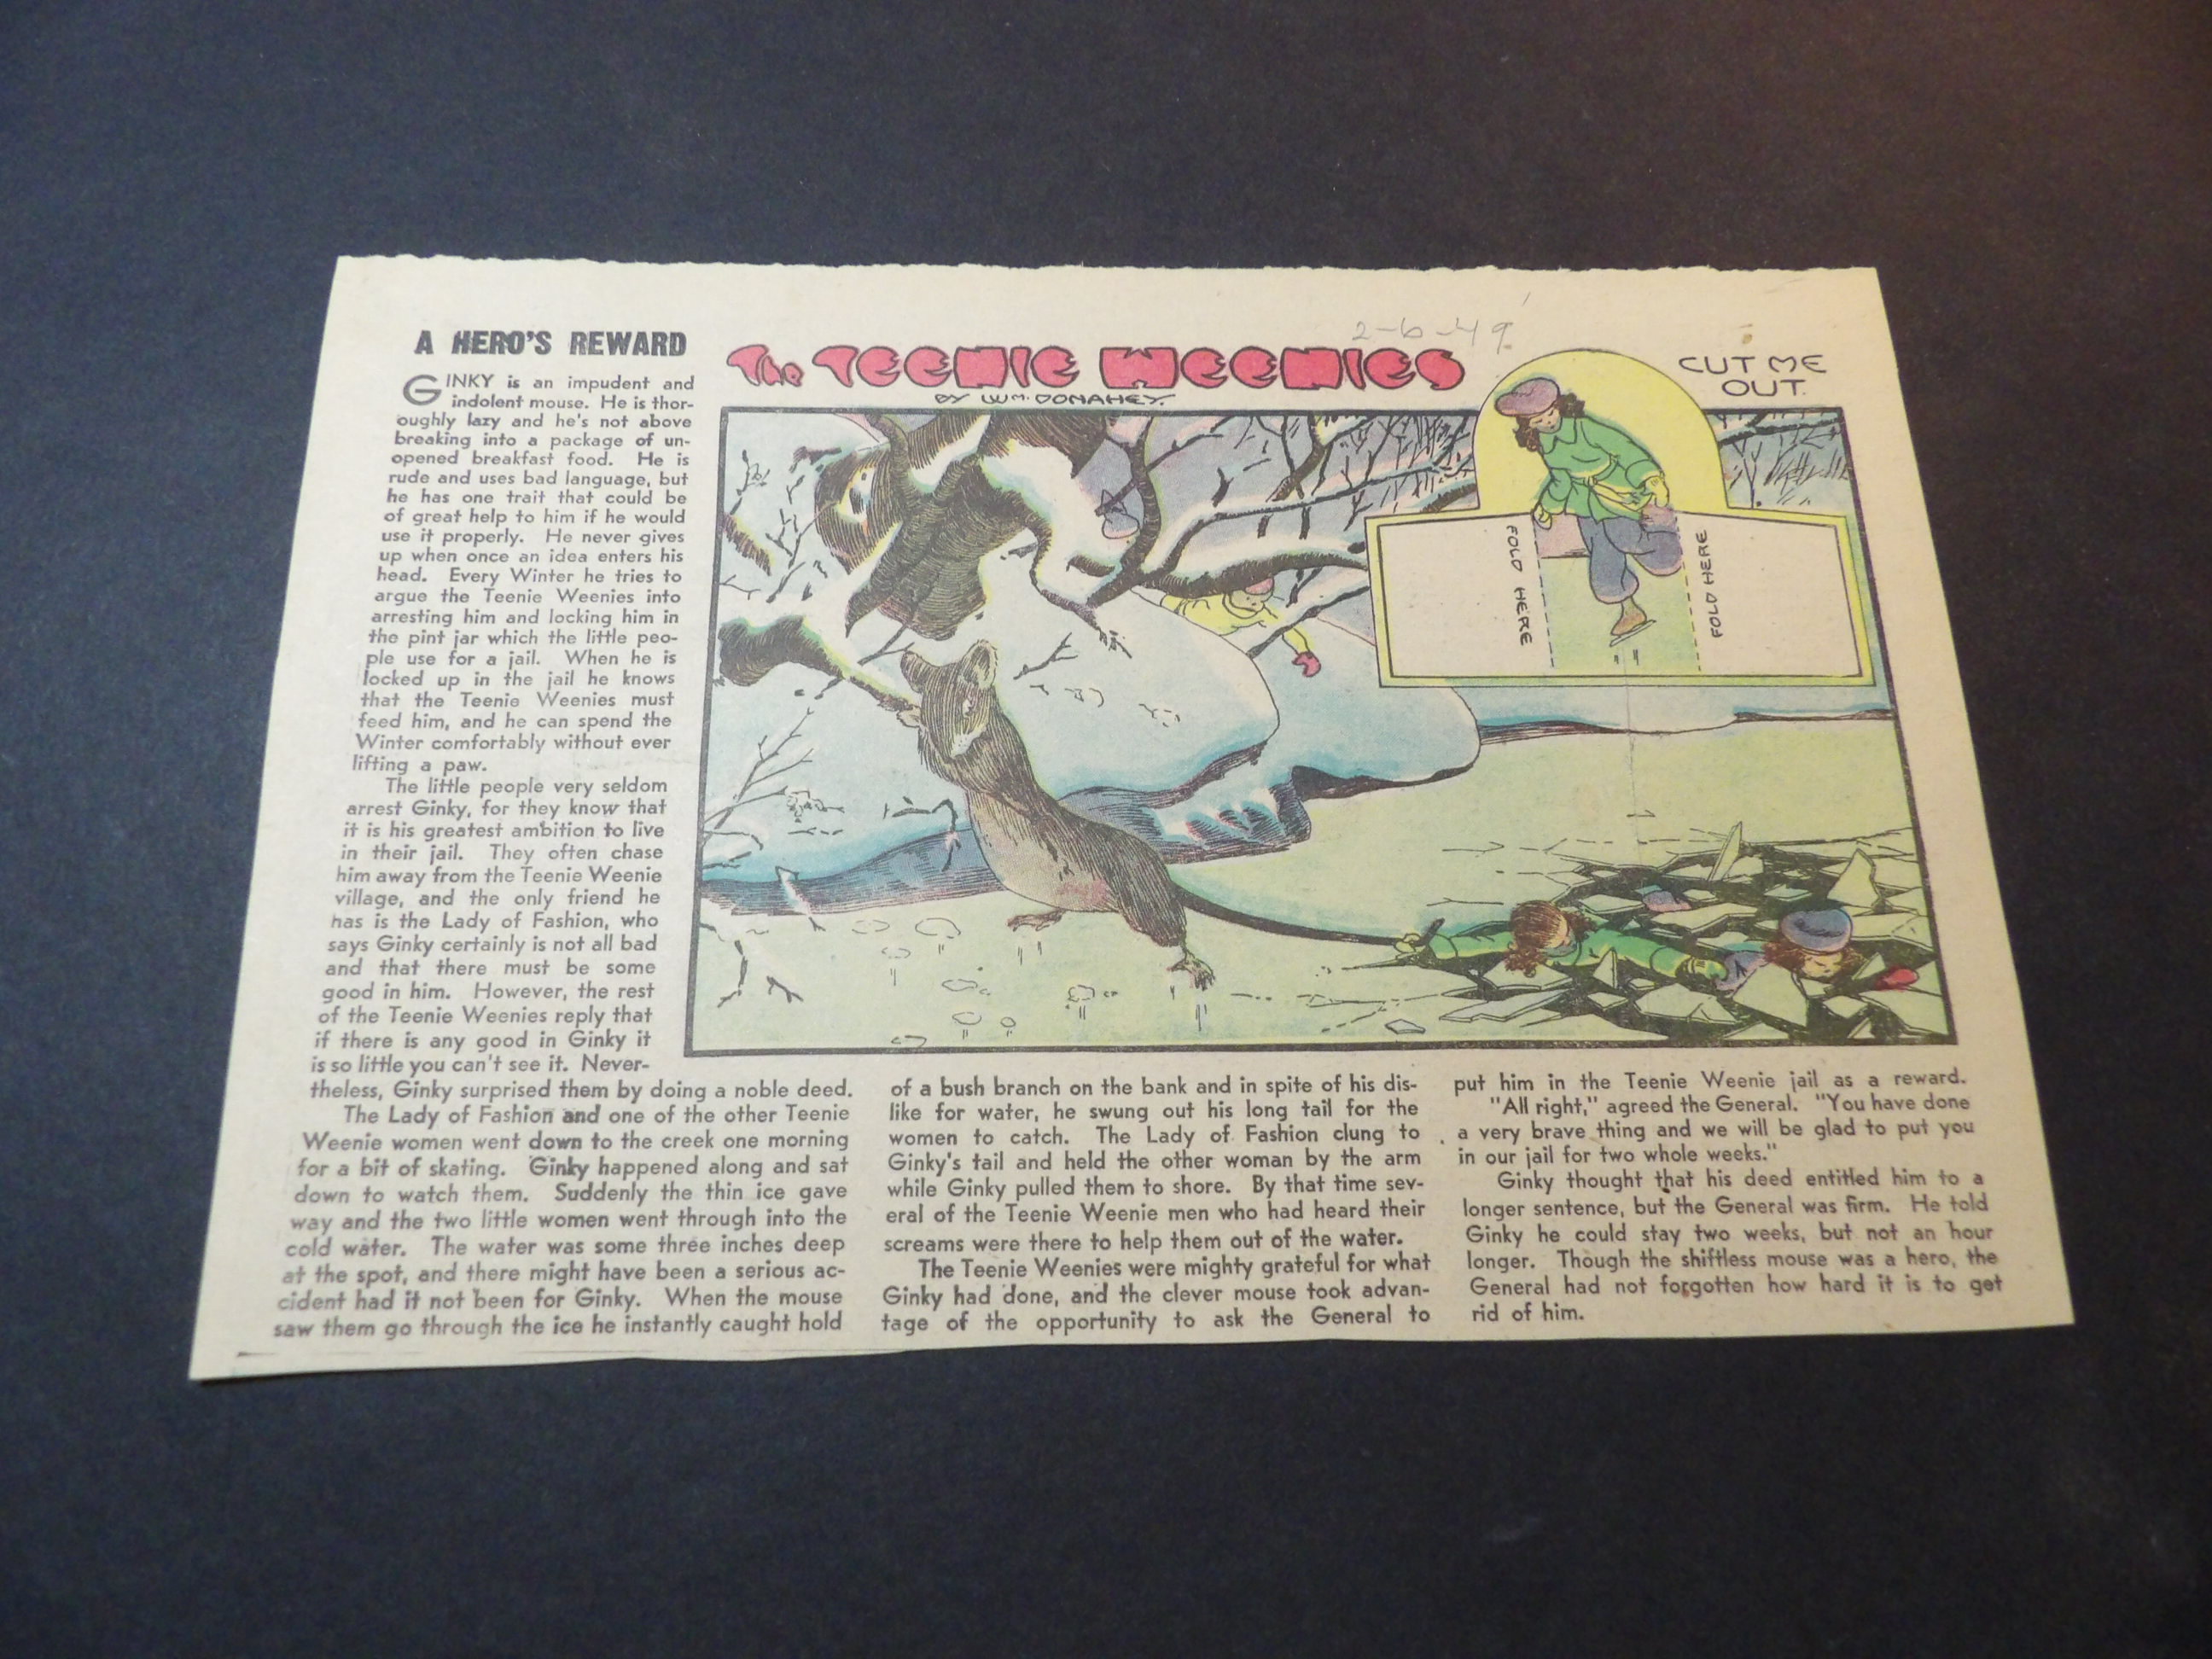 2-6-49
A HERO'S REWARD
GINKY is an impudent and
indolent mouse. He is thor-
oughly lazy and he's not above
breaking into a package of un-
opened breakfast food. He is
rude and uses bad language, but
he has one trait that could be
of great help to him if he would
use it properly. He never gives
up when once an idea enters his
head. Every Winter he tries to
argue the Teenie Weenies into
arresting him and locking him in
the pint jar which the little peo-
ple use for a jail. When he is
locked up in the jail he knows
that the Teenie Weenies must
feed him, and he can spend the
Winter comfortably without ever
lifting a paw.
The little people very seldom
arrest Ginky, for they know that
it is his greatest ambition to live
in their jail. They often chase
him away from the Teenie Weenie
village, and the only friend he
has is the Lady of Fashion, who
says Ginky certainly is not all bad
and that there must be some
good in him. However, the rest
of the Teenie Weenies reply that
if there is any good in Ginky it
is so little you can't see it. Never-
theless, Ginky surprised them by doing a noble deed.
The Lady of Fashion and one of the other Teenie
Weenie women went down to the creek one morning
for a bit of skating. Ginky happened along and sat
down to watch them. Suddenly the thin ice gave
way and the two little women went through into the
cold water. The water was some three inches deep
at the spot, and there might have been a serious ac-
cident had it not been for Ginky. When the mouse
saw them go through the ice he instantly caught hold
The TEENIE WEENIES
BY WM. DONAHEY.
CUT ME
OUT.
FOLD HERE
FOLD HERE
of a bush branch on the bank and in spite of his dis-
like for water, he swung out his long tail for the
women to catch. The Lady of Fashion clung to
Ginky's tail and held the other woman by the arm
while Ginky pulled them to shore. By that time sev-
eral of the Teenie Weenie men who had heard their
screams were there to help them out of the water.
The Teenie Weenies were mighty grateful for what
Ginky had done, and the clever mouse took advan-
tage of the opportunity to ask the General to
put him in the Teenie Weenie jail as a reward.
"All right," agreed the General. "You have done
a very brave thing and we will be glad to put you
in our jail for two whole weeks."
Ginky thought that his deed entitled him to a
longer sentence, but the General was firm. He told
Ginky he could stay two weeks, but not an hour
longer. Though the shiftless mouse was a hero, the
General had not forgotten how hard it is to get
rid of him.